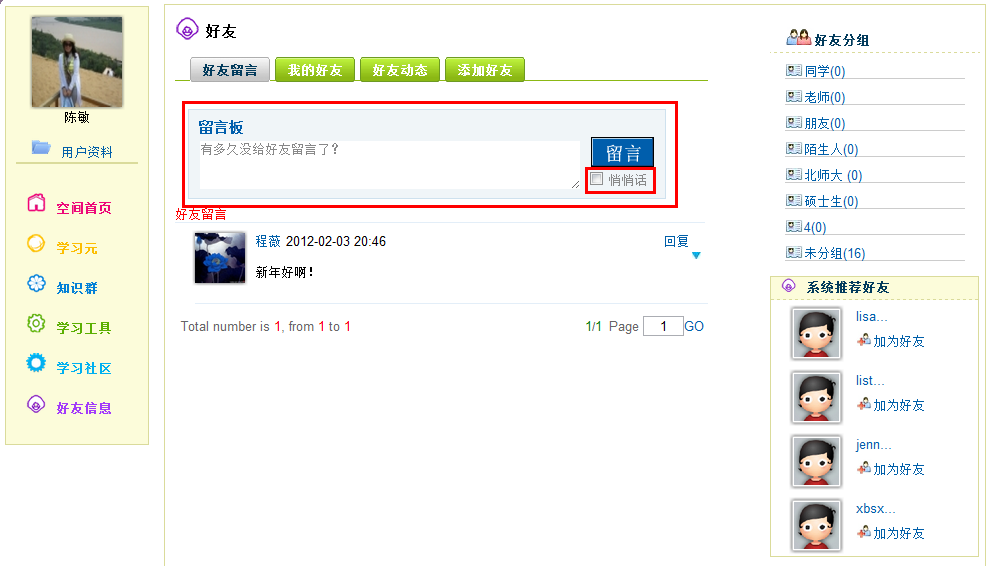 陈敏
用户资料
空间首页
学习元
知识群
学习工具
学习社区
好友信息
好友
好友留言 我的好友 好友动态 添加好友
留言板
有多久没给好友留言了？
留言
悄悄话
好友留言
程薇 2012-02-03 20:46 回复
新年好啊！
Total number is 1, from 1 to 1 1/1 Page 1 GO
好友分组
同学(0)
老师(0)
朋友(0)
陌生人(0)
北师大 (0)
硕士生(0)
4(0)
未分组(16)
系统推荐好友
lisa...
加为好友
list...
加为好友
jenn...
加为好友
xbsx...
加为好友